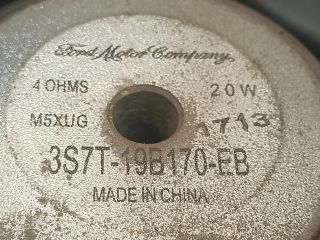 Ford Motor Company
4 OHMS 20W
M5XUG 1713
3S7T-19B170-EB
MADE IN CHINA